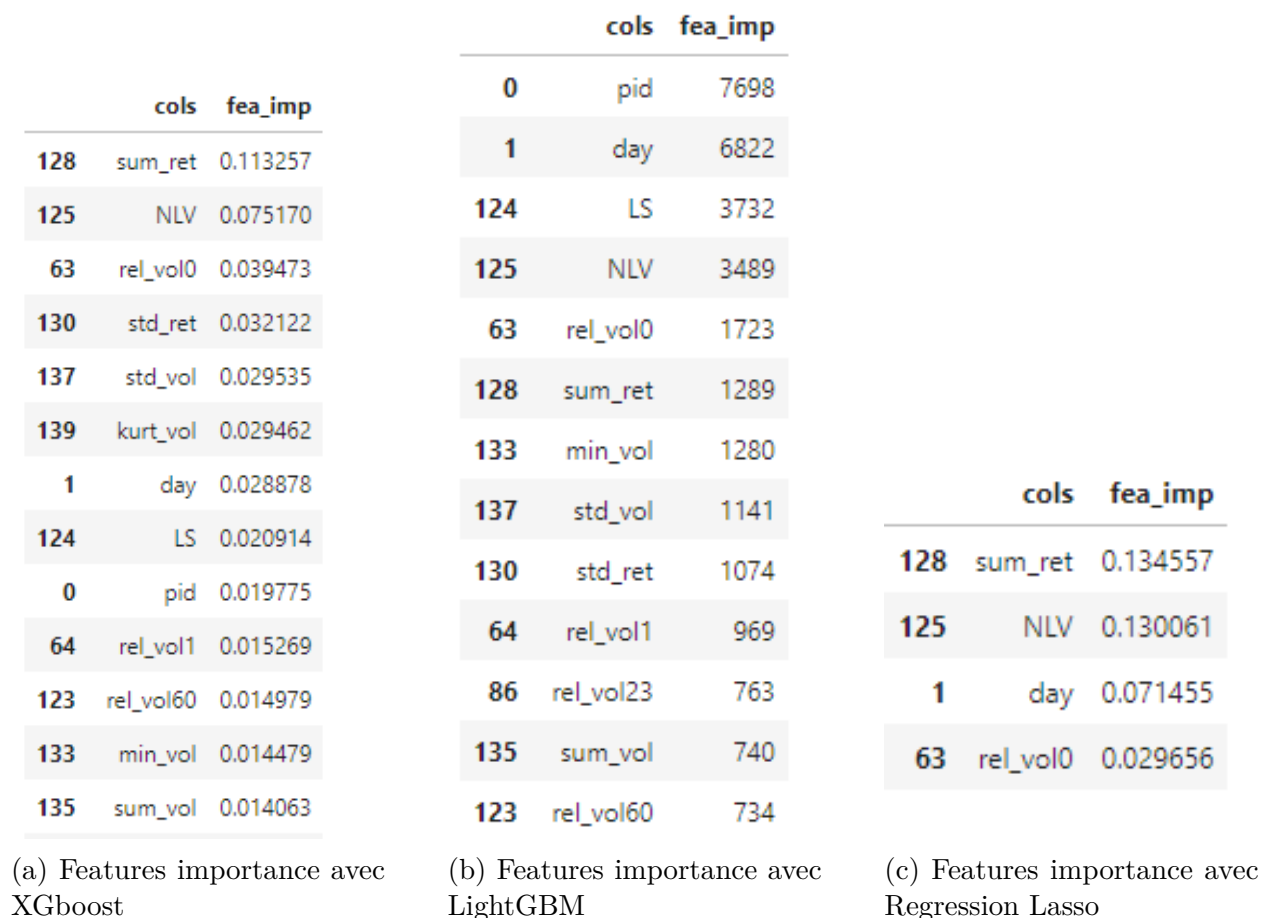 cols fea_imp
128 sum_ret 0.113257
125 NLV 0.075170
63 rel_vol0 0.039473
130 std_ret 0.032122
137 std_vol 0.029535
139 kurt_vol 0.029462
1 day 0.028878
124 LS 0.020914
0 pid 0.019775
64 rel_vol1 0.015269
123 rel_vol60 0.014979
133 min_vol 0.014479
135 sum_vol 0.014063
(a) Features importance avec
XGboost
cols fea_imp
0 pid 7698
1 day 6822
124 LS 3732
125 NLV 3489
63 rel_vol0 1723
128 sum_ret 1289
133 min_vol 1280
137 std_vol 1141
130 std_ret 1074
64 rel_vol1 969
86 rel_vol23 763
135 sum_vol 740
123 rel_vol60 734
(b) Features importance avec
LightGBM
cols fea_imp
128 sum_ret 0.134557
125 NLV 0.130061
1 day 0.071455
63 rel_vol0 0.029656
(c) Features importance avec
Regression Lasso